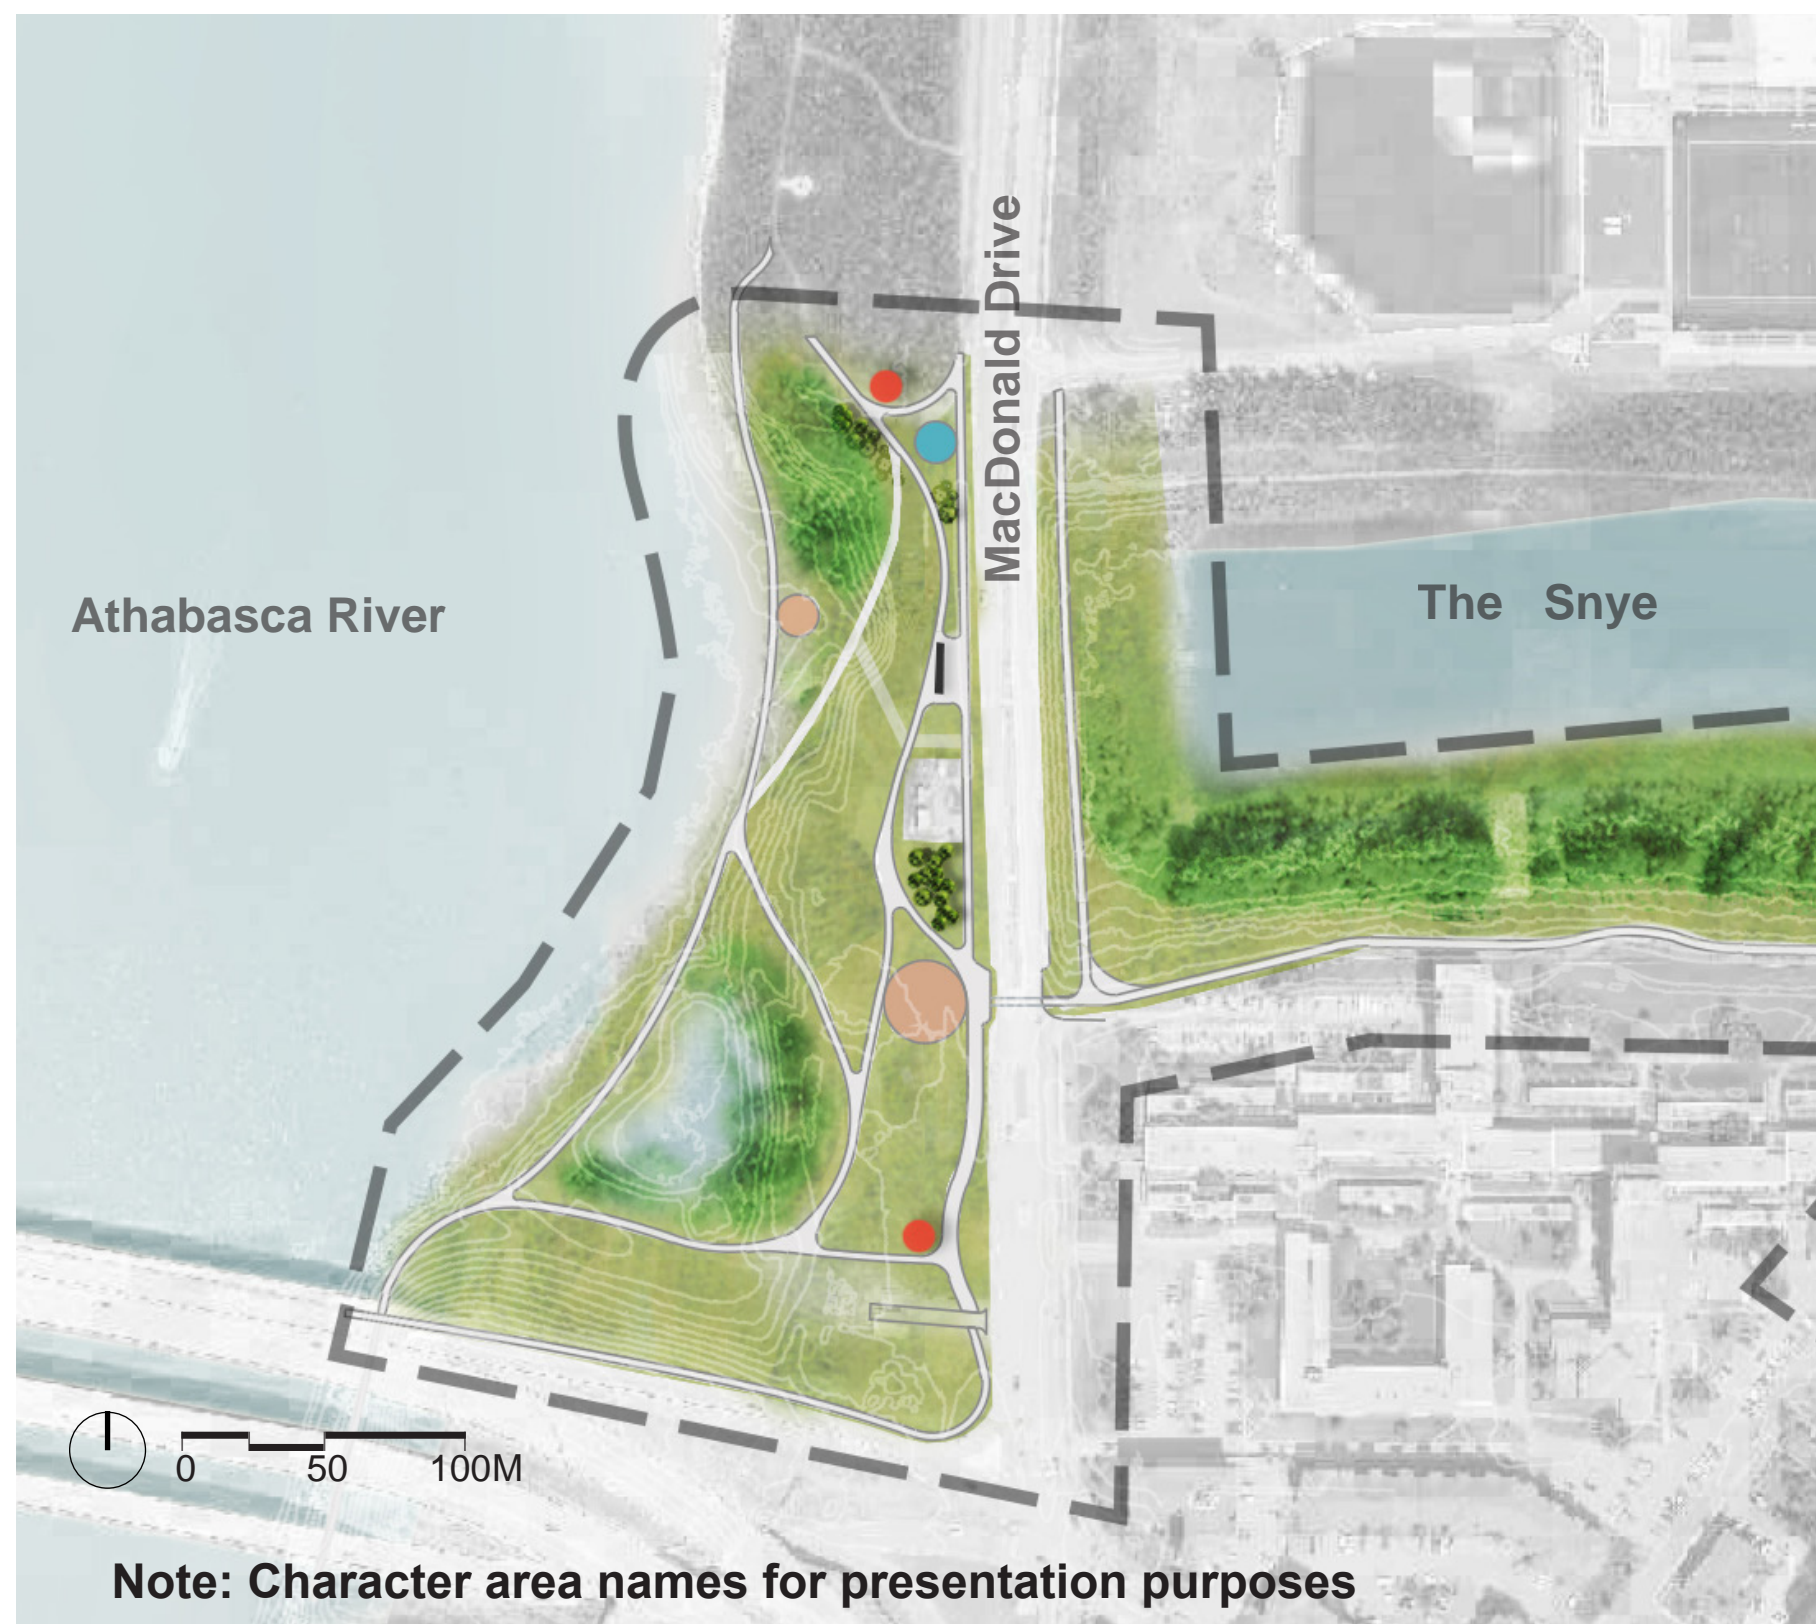 MacDonald Drive
Athabasca River
The Snye
0 50 100M
Note: Character area names for presentation purposes